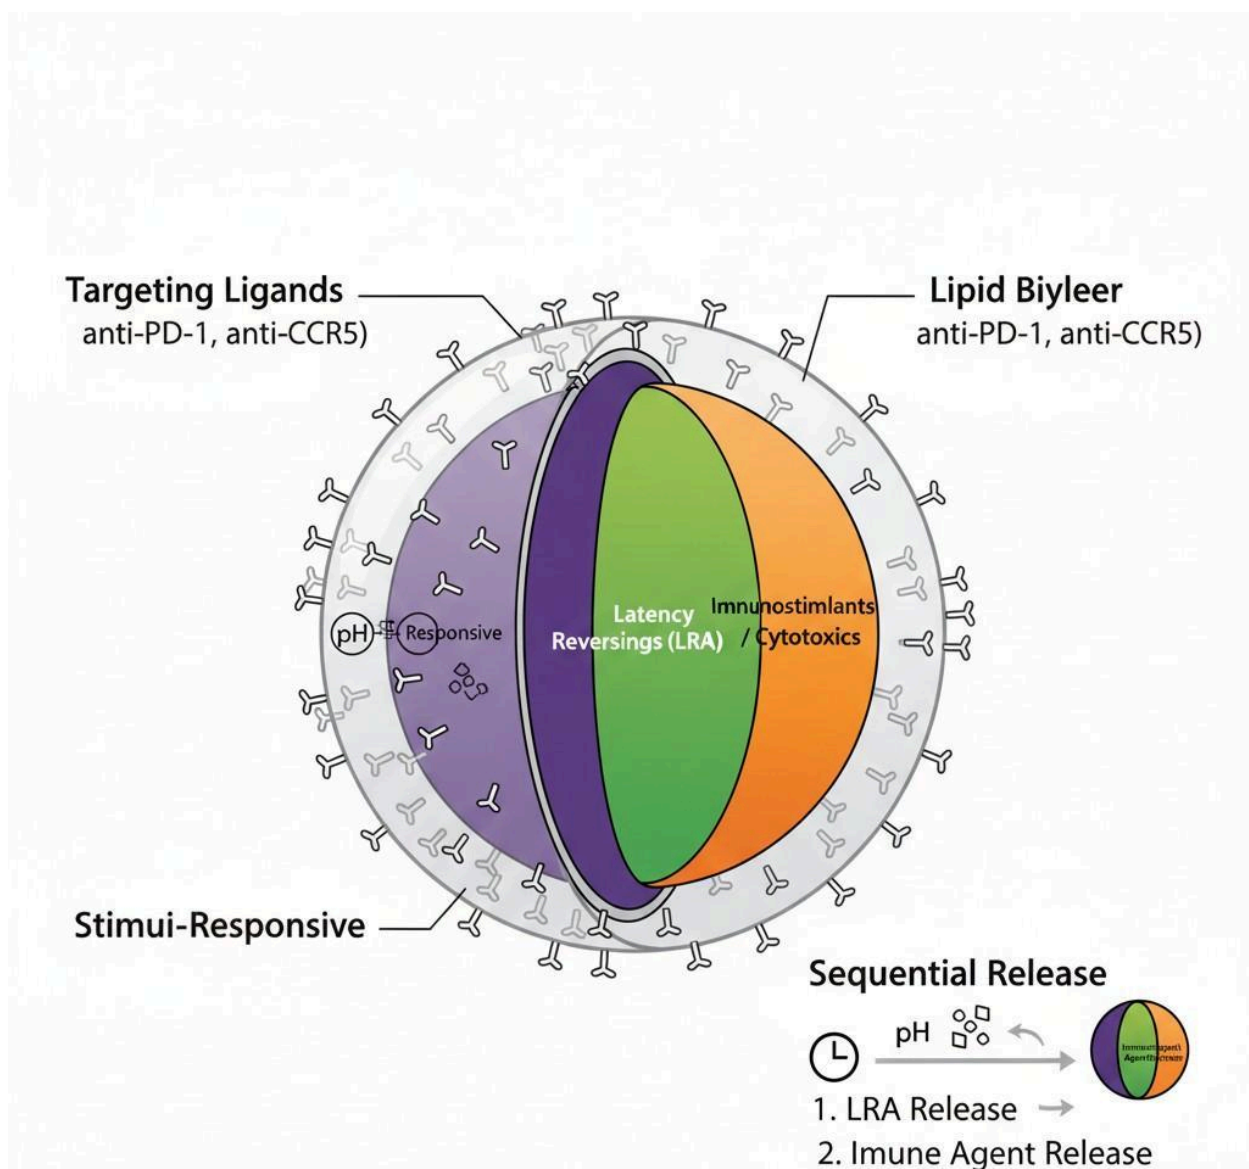 Targeting Ligands
anti-PD-1, anti-CCR5)
Lipid Biyleer
anti-PD-1, anti-CCR5)
pH
Responsive
Latency
Reversings (LRA)
Imnunostimlants
/ Cytotoxics
Stimui-Responsive
Sequential Release
pH
1. LRA Release
2. Imune Agent Release